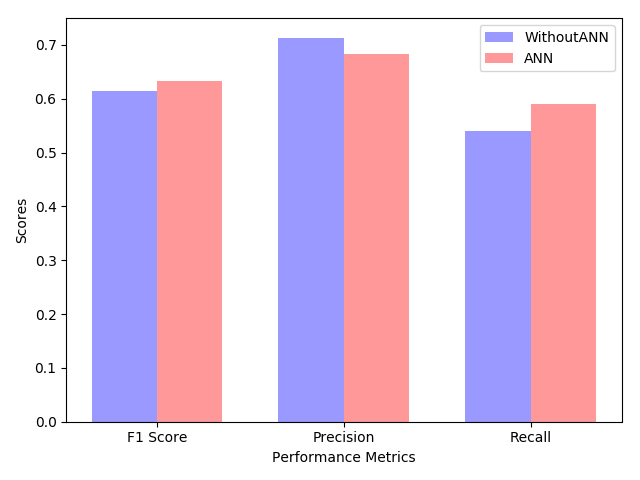 WithoutANN
ANN
0.7
0.6
0.5
0.4
0.3
0.2
0.1
0.0
Scores
F1 Score Precision Recall
Performance Metrics